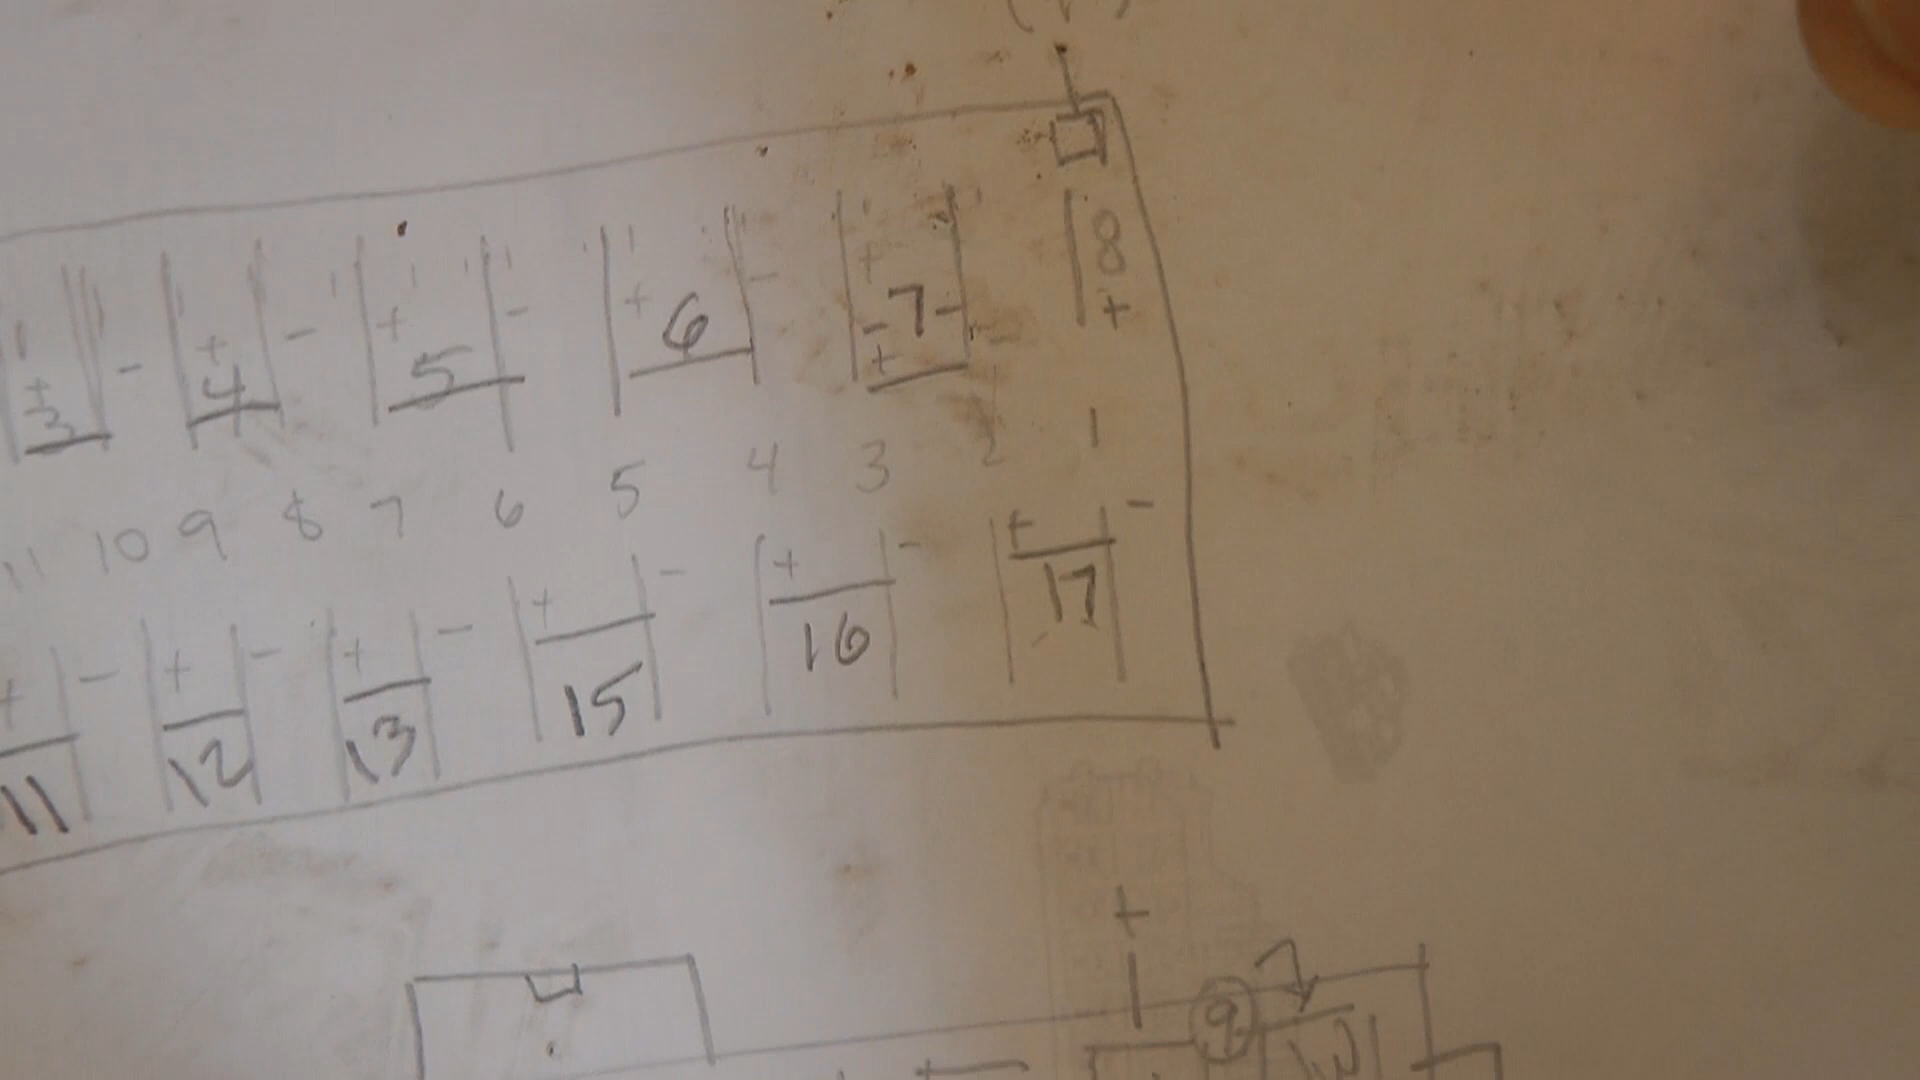 8
+
+ - + - + - + - +
3 4 5 6 - 7 -
+
11 10 9 8 7 6 5 4 3 2 1
+ - + - + - + - + - + -
11 12 13 15 16 17
+
9